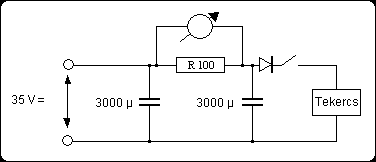 R 100
35 V =
3000 µ
3000 µ
Tekercs